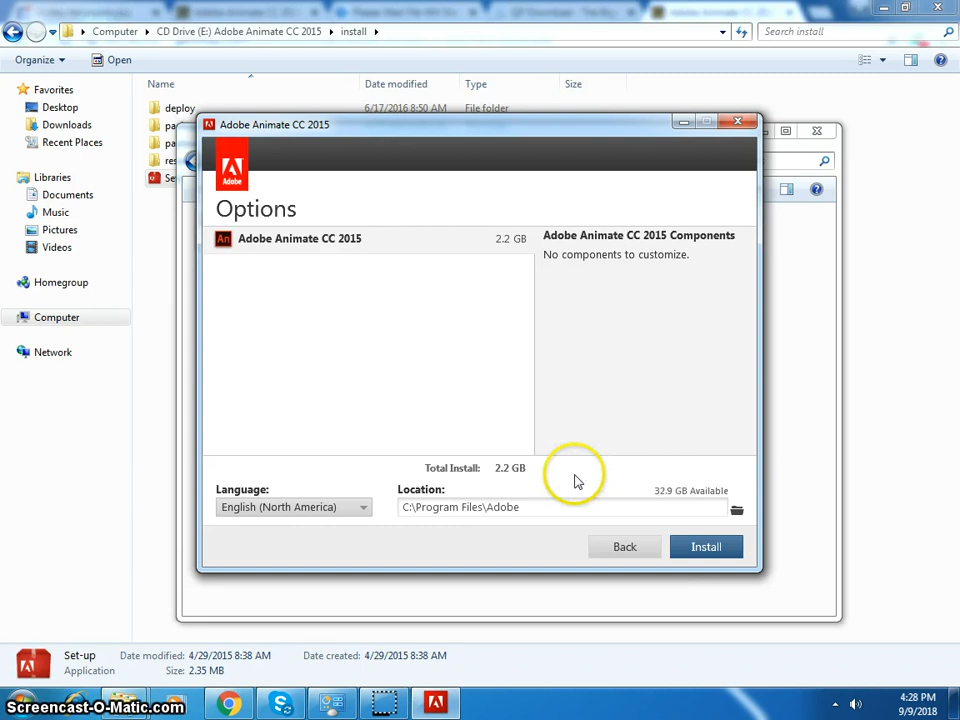 Computer ▸ CD Drive (E:) Adobe Animate CC 2015 ▸ install ▸
Search install
Organize
Open
Name
Date modified
Type
Size
Favorites
Desktop
Downloads
Recent Places
Libraries
Documents
Music
Pictures
Videos
Homegroup
Computer
Network
deploy
6/17/2016 8:50 AM
File folder
Adobe Animate CC 2015
Adobe
Options
An
Adobe Animate CC 2015
2.2 GB
Adobe Animate CC 2015 Components
No components to customize.
Total Install: 2.2 GB
Language:
English (North America)
Location:
32.9 GB Available
C:\Program Files\Adobe
Back
Install
Set-up
Date modified: 4/29/2015 8:38 AM
Date created: 4/29/2015 8:38 AM
Application
Size: 2.35 MB
Screencast-O-Matic.com
4:28 PM
9/9/2018